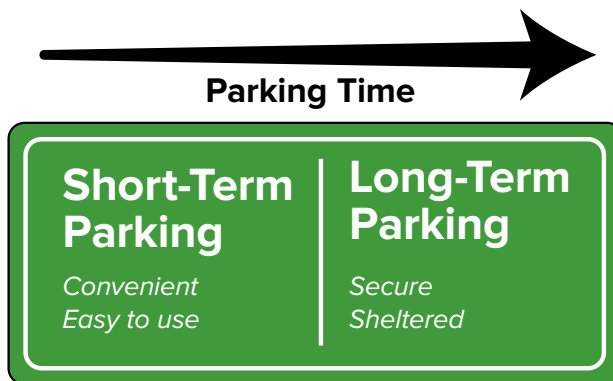 Parking Time
Short-Term
Parking
Convenient
Easy to use
Long-Term
Parking
Secure
Sheltered